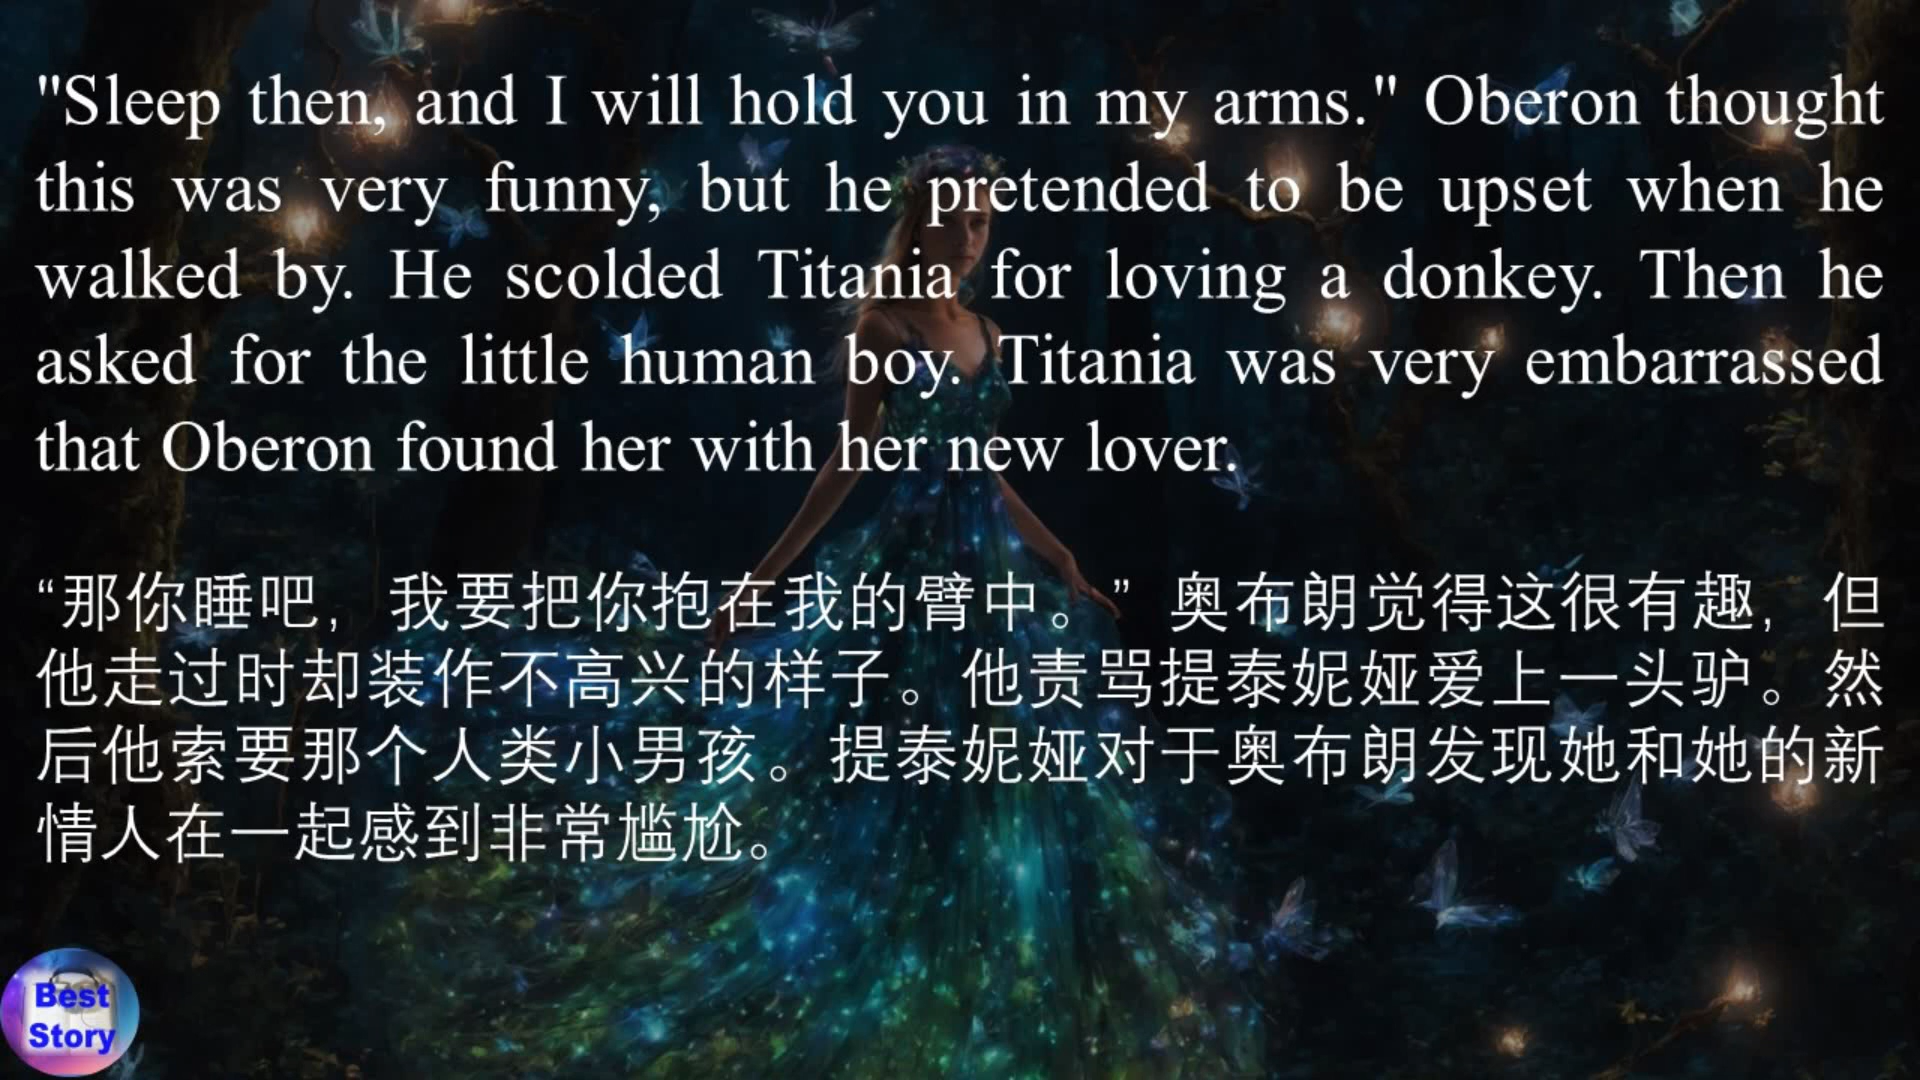 "Sleep then, and I will hold you in my arms." Oberon thought
this was very funny, but he pretended to be upset when he
walked by. He scolded Titania for loving a donkey. Then he
asked for the little human boy. Titania was very embarrassed
that Oberon found her with her new lover.
“那你睡吧，我要把你抱在我的臂中。”奥布朗觉得这很有趣，但
他走过时却装作不高兴的样子。他责骂提泰妮娅爱上一头驴。然
后他索要那个人类小男孩。提泰妮娅对于奥布朗发现她和她的新
情人在一起感到非常尴尬。
Best
Story